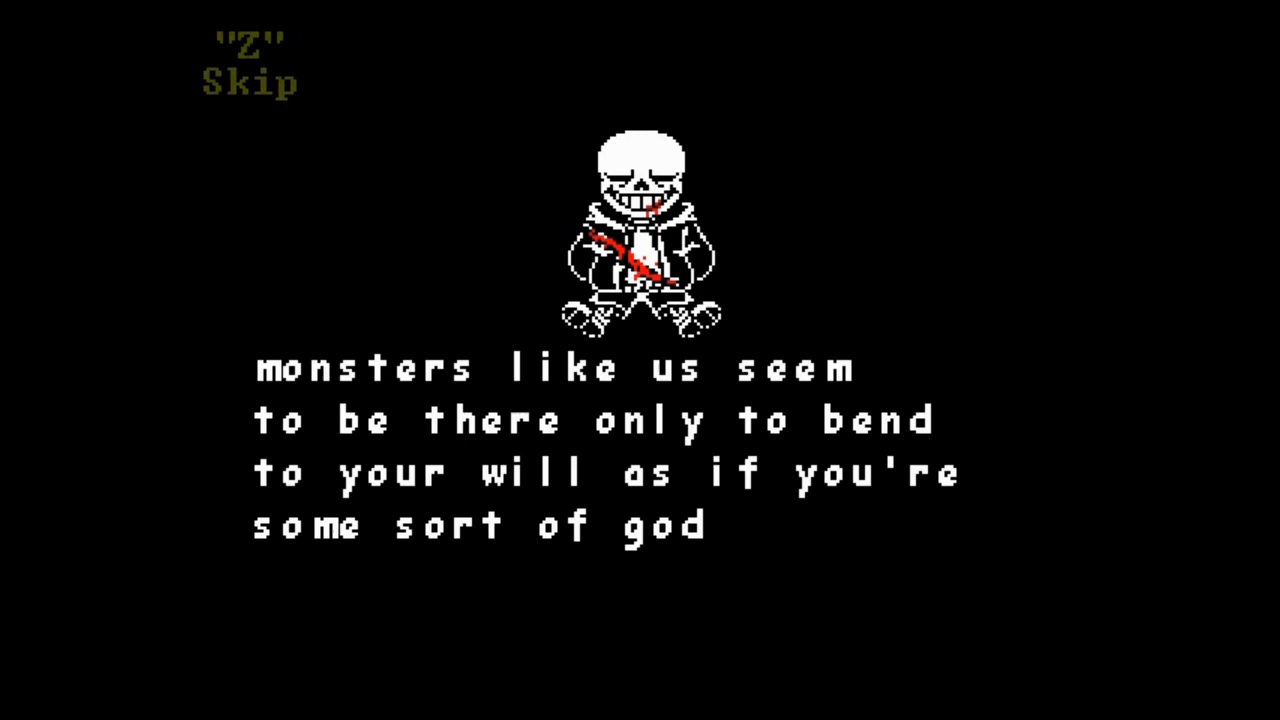 "Z"
Skip
monsters like us seem
to be there only to bend
to your will as if you're
some sort of god